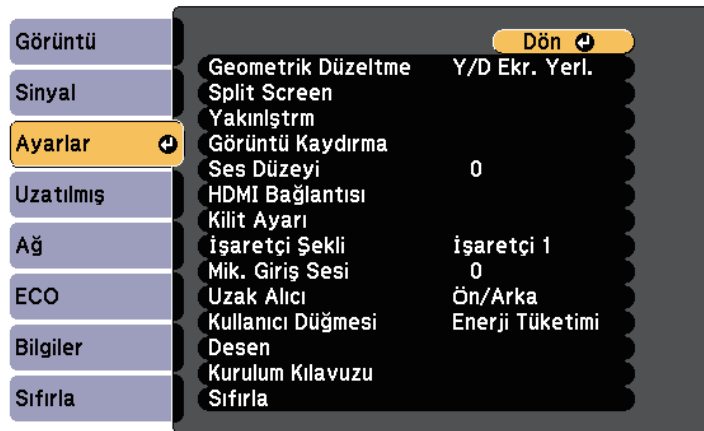 Görüntü
Sinyal
Ayarlar
Uzatılmış
Ağ
ECO
Bilgiler
Sıfırla
Dön
Geometrik Düzeltme Y/D Ekr. Yerl.
Split Screen
Yakınlştrm
Görüntü Kaydırma
Ses Düzeyi 0
HDMI Bağlantısı
Kilit Ayarı
İşaretçi Şekli İşaretçi 1
Mik. Giriş Sesi 0
Uzak Alıcı Ön/Arka
Kullanıcı Düğmesi Enerji Tüketimi
Desen
Kurulum Kılavuzu
Sıfırla